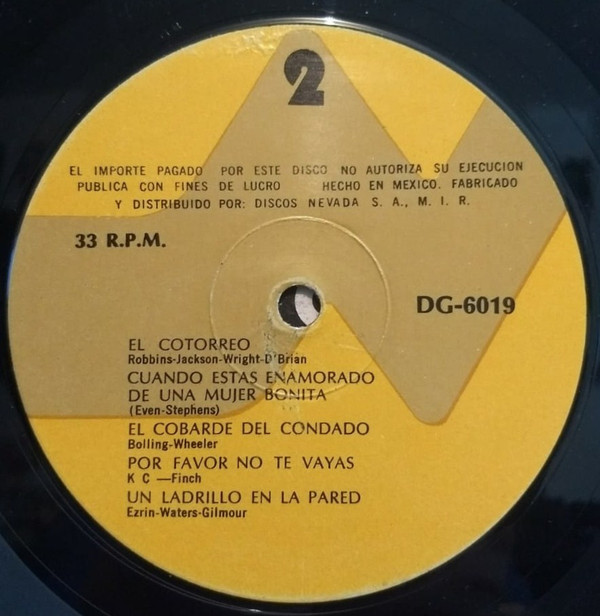 2
EL IMPORTE PAGADO POR ESTE DISCO NO AUTORIZA SU EJECUCION
PUBLICA CON FINES DE LUCRO HECHO EN MEXICO. FABRICADO
Y DISTRIBUIDO POR: DISCOS NEVADA S. A., M. I. R.
33 R.P.M.
DG-6019
EL COTORREO
Robbins-Jackson-Wright-D'Brian
CUANDO ESTAS ENAMORADO
DE UNA MUJER BONITA
(Even-Stephens)
EL COBARDE DEL CONDADO
Bolling-Wheeler
POR FAVOR NO TE VAYAS
K C —Finch
UN LADRILLO EN LA PARED
Ezrin-Waters-Gilmour